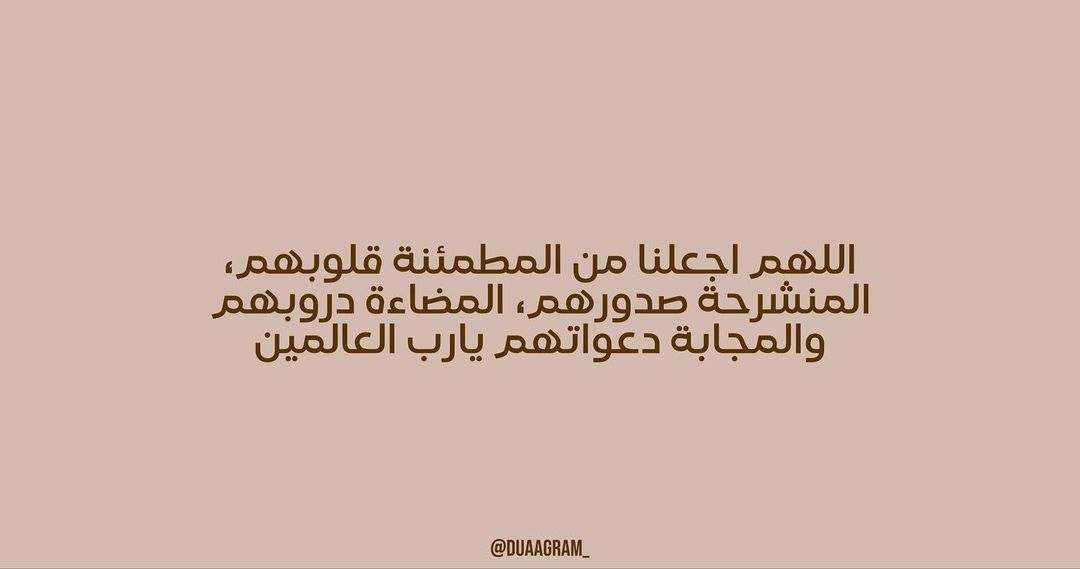 اللهم اجعلنا من المطمئنة قلوبهم،
المنشرحة صدورهم، المضاءة دروبهم
والمجابة دعواتهم يارب العالمين
@DUAAGRAM_